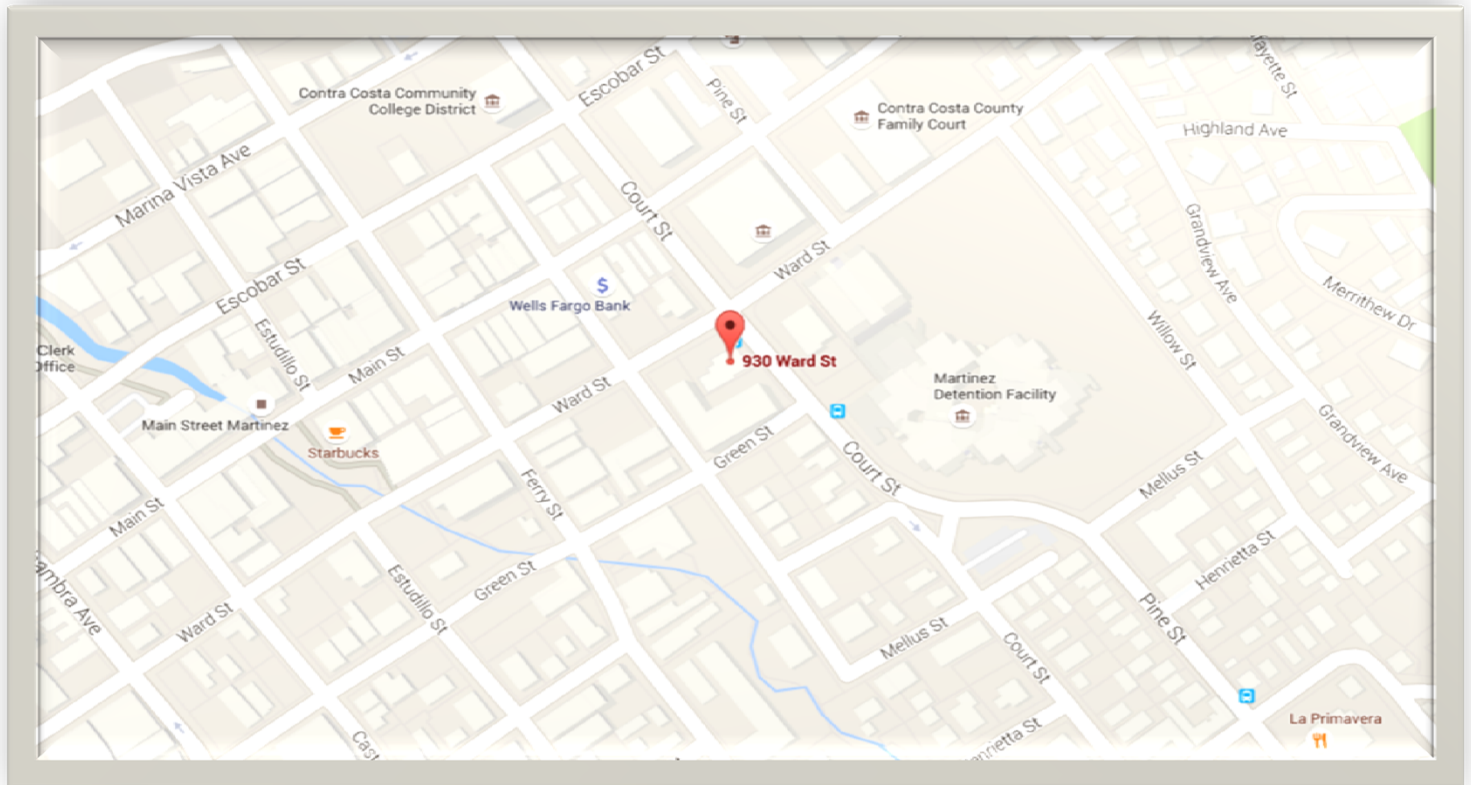 Contra Costa Community
College District
Escobar St
Pine St
Contra Costa County
Family Court
Highland Ave
Marina Vista Ave
Court St
Grandview Ave
Ward St
Escobar St
$
Wells Fargo Bank
Merrithew Dr
Willow St
Estudillo St
Clerk
Office
Main St
930 Ward St
Martinez
Detention Facility
Ward St
Main Street Martinez
Starbucks
Green St
Grandview Ave
Court St
Mellus St
Ferry St
Main St
Henrietta St
Green St
Estudillo St
Ward St
Pine St
Mellus St
Court St
La Primavera